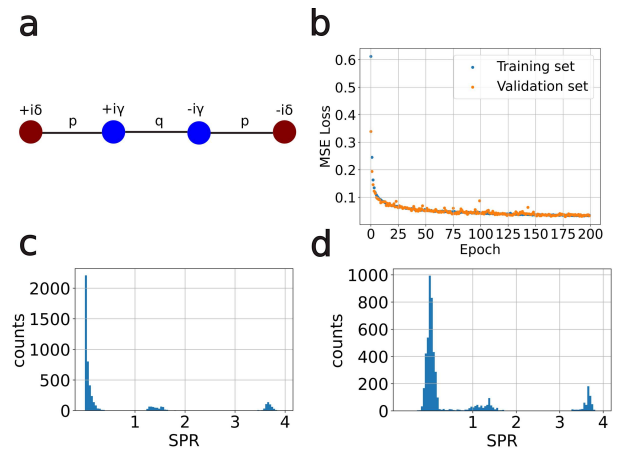 a
+iδ
p
+iγ
q
-iγ
p
-iδ
b
MSE Loss
0.6
0.5
0.4
0.3
0.2
0.1
Training set
Validation set
0 25 50 75 100 125 150 175 200
Epoch
c
counts
2000
1500
1000
500
0
1 2 3 4
SPR
d
counts
1000
800
600
400
200
0
1 2 3 4
SPR